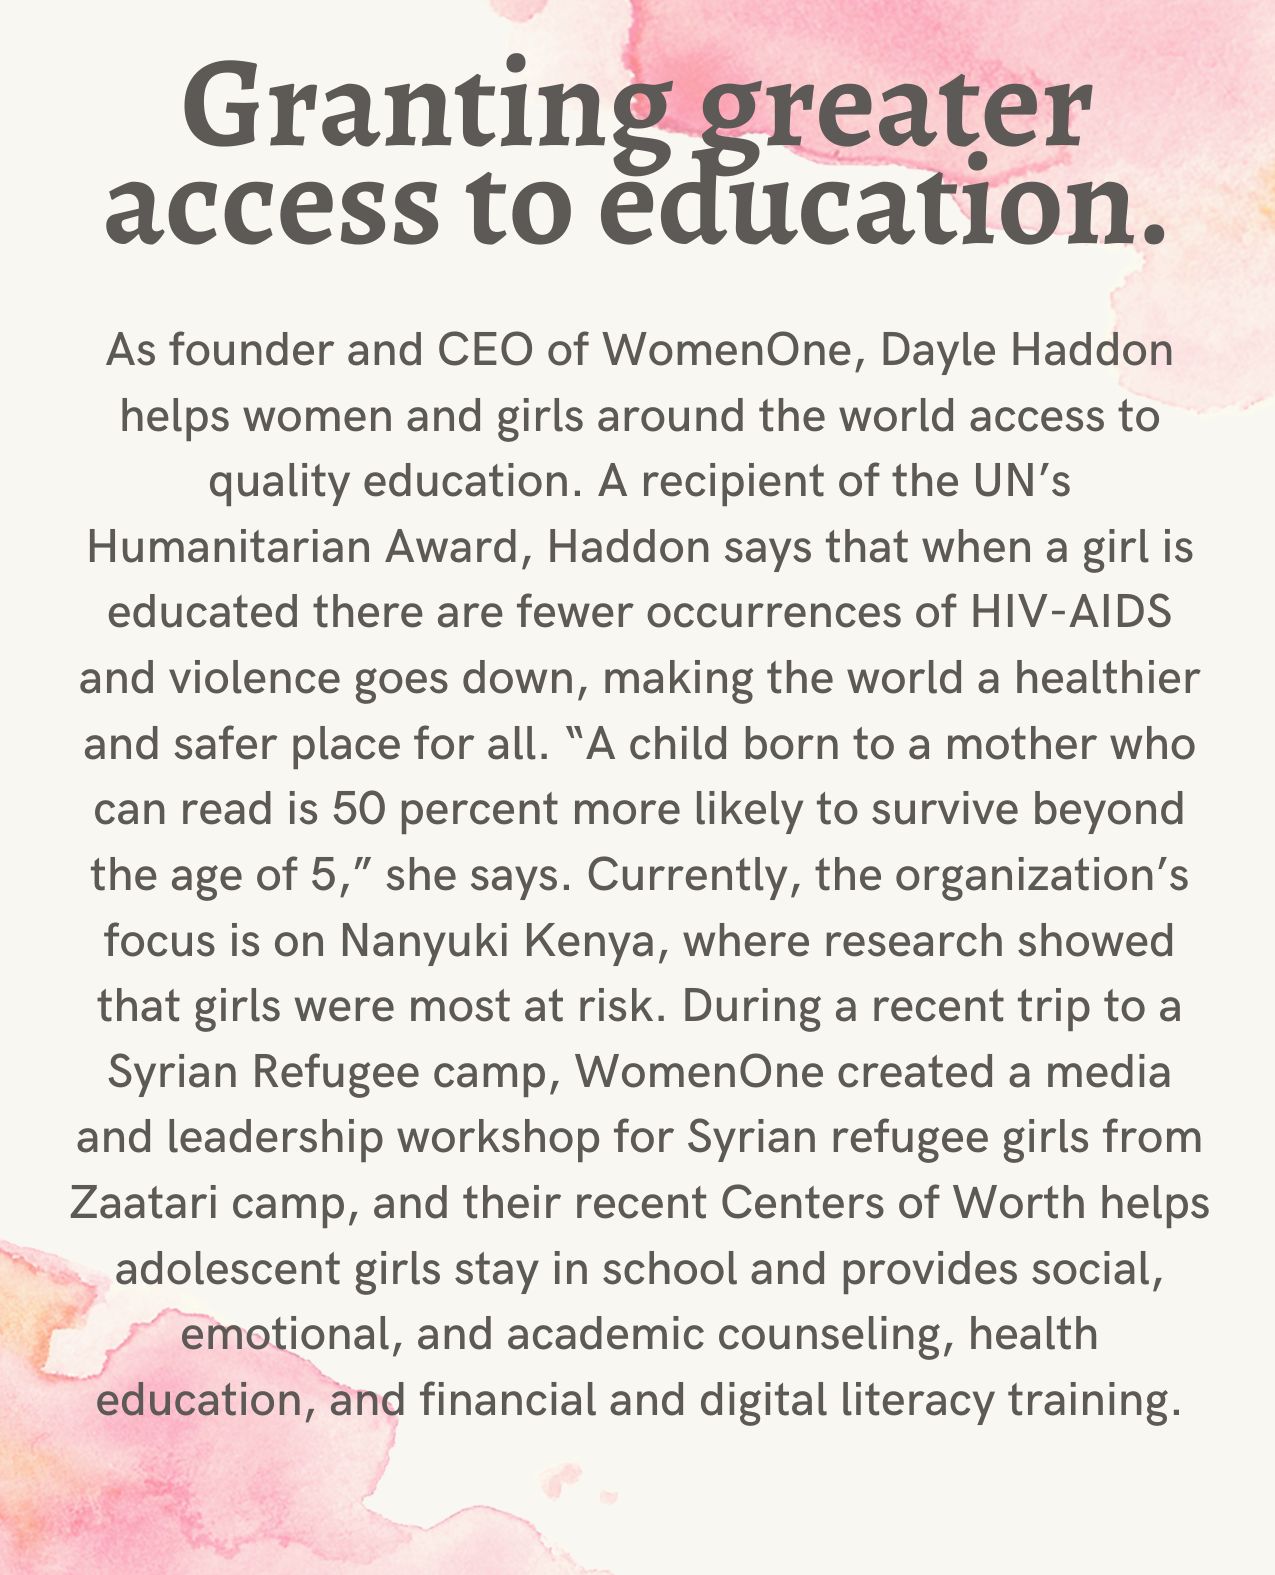 Granting greater
access to education.
As founder and CEO of WomenOne, Dayle Haddon
helps women and girls around the world access to
quality education. A recipient of the UN’s
Humanitarian Award, Haddon says that when a girl is
educated there are fewer occurrences of HIV-AIDS
and violence goes down, making the world a healthier
and safer place for all. “A child born to a mother who
can read is 50 percent more likely to survive beyond
the age of 5,” she says. Currently, the organization’s
focus is on Nanyuki Kenya, where research showed
that girls were most at risk. During a recent trip to a
Syrian Refugee camp, WomenOne created a media
and leadership workshop for Syrian refugee girls from
Zaatari camp, and their recent Centers of Worth helps
adolescent girls stay in school and provides social,
emotional, and academic counseling, health
education, and financial and digital literacy training.